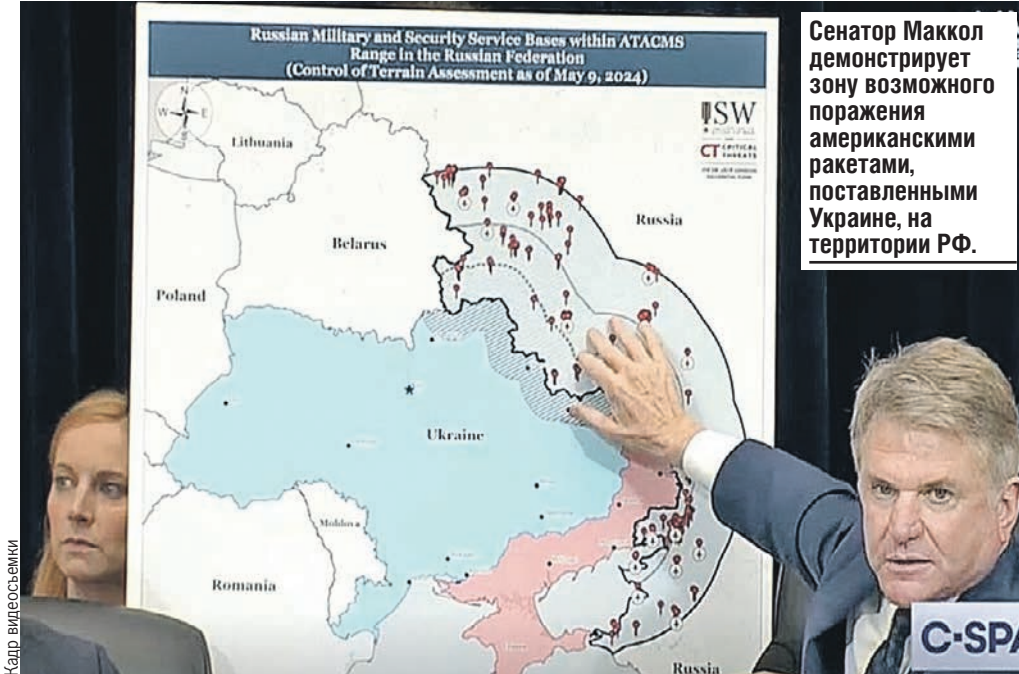 Russian Military and Security Service Bases within ATACMS
Range in the Russian Federation
(Control of Terrain Assessment as of May 9, 2024)
Сенатор Маккол
демонстрирует
зону возможного
поражения
американскими
ракетами,
поставленными
Украине, на
территории РФ.
N
W
E
S
ISW
CT CRITICAL
THREATS
Lithuania
Russia
Belarus
Poland
Ukraine
Moldova
Romania
Russia
C-SPA
Кадр видеосъемки